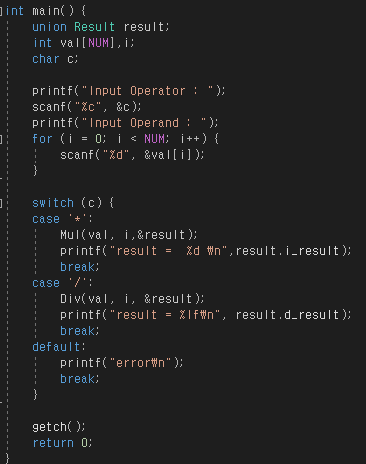 int main() {
union Result result;
int val[NUM],i;
char c;
printf("Input Operator : ");
scanf("%c", &c);
printf("Input Operand : ");
for (i = 0; i < NUM; i++) {
scanf("%d", &val[i]);
}
switch (c) {
case '*':
Mul(val, i,&result);
printf("result =  %d ₩n",result.i_result);
break;
case '/':
Div(val, i, &result);
printf("result = %lf₩n", result.d_result);
break;
default:
printf("error₩n");
break;
}
getch();
return 0;
}